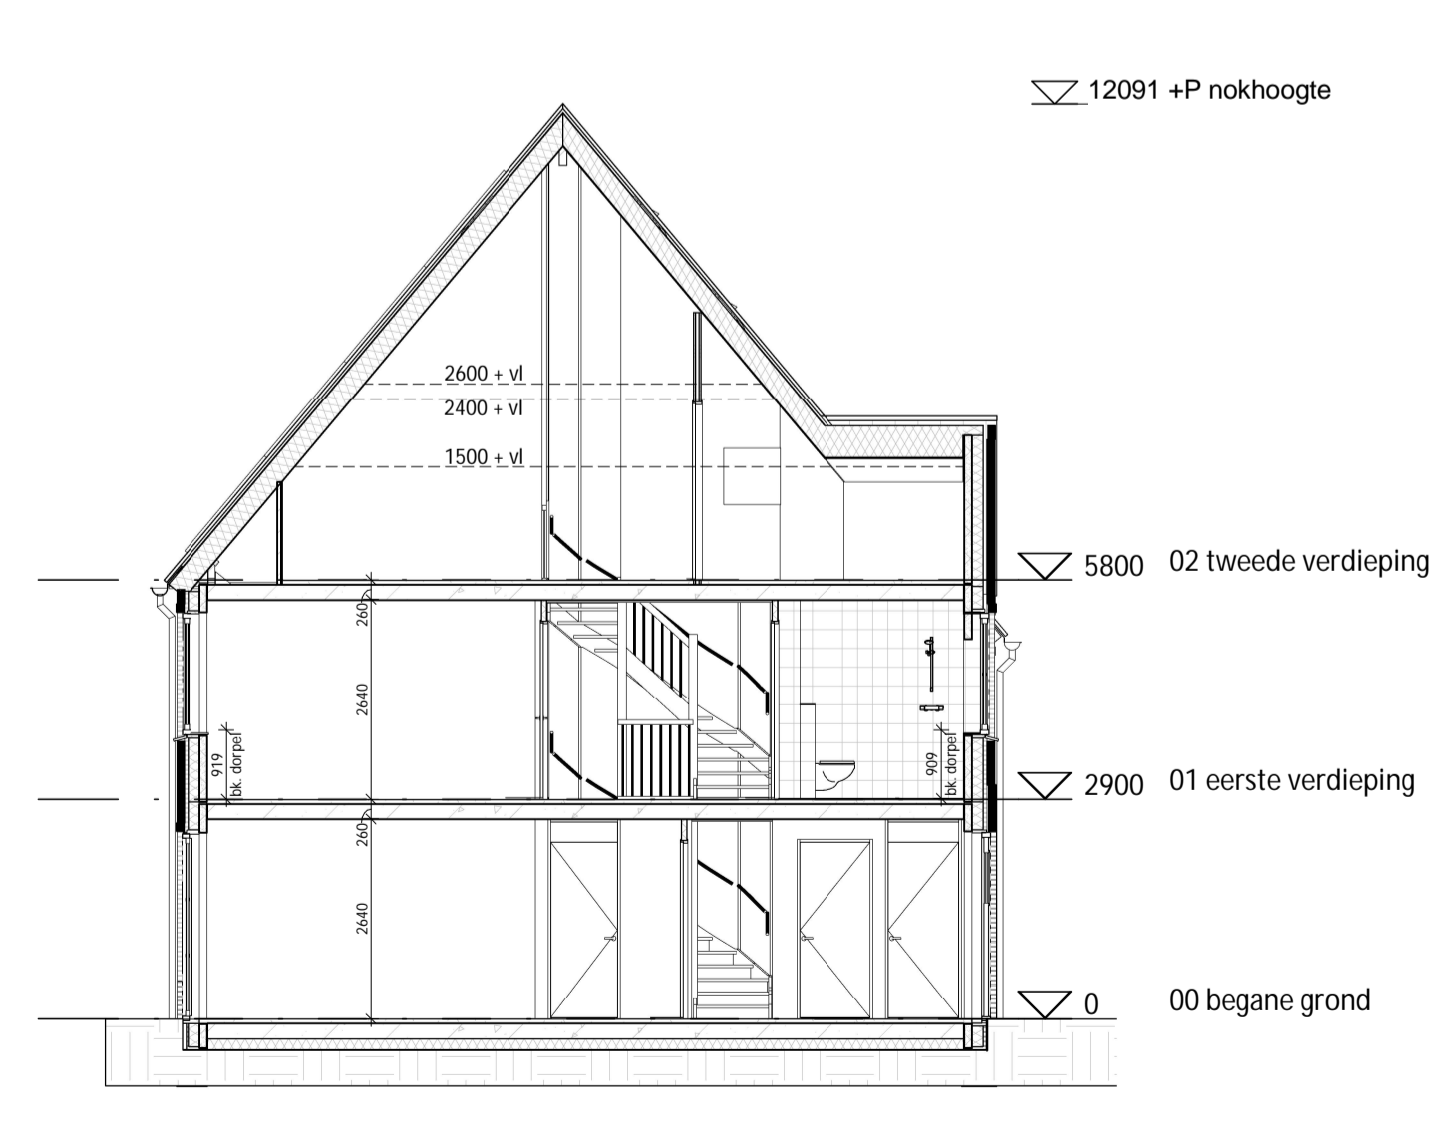 12091 +P nokhoogte
2600 + vl
2400 + vl
1500 + vl
5800 02 tweede verdieping
260
2640
919
bk. dorpel
909
bk. dorpel
2900 01 eerste verdieping
260
2640
0 00 begane grond